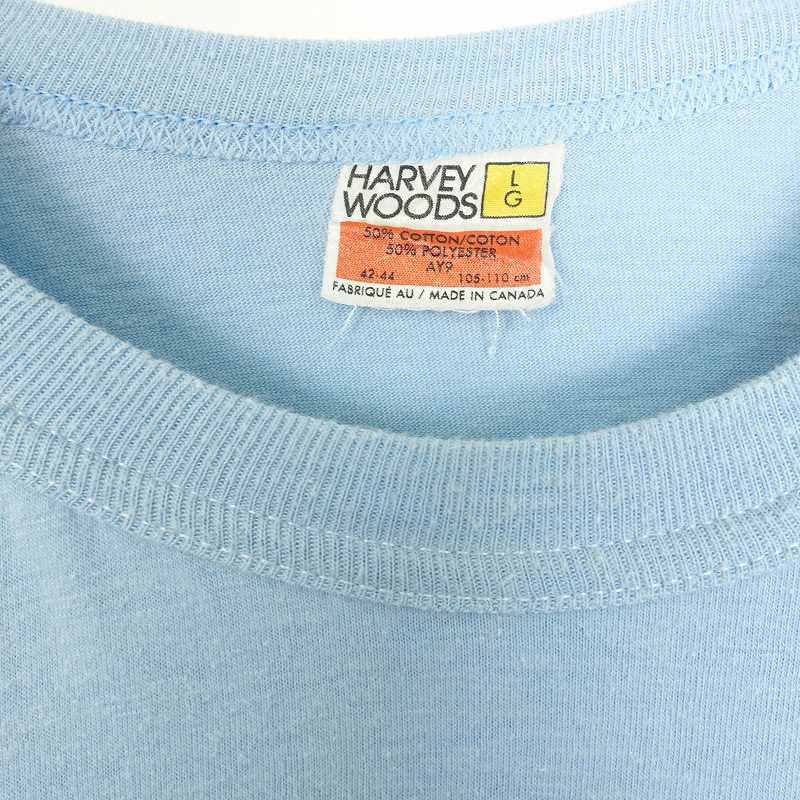 HARVEY
WOODS
L
G
50% COTTON/COTON
50% POLYESTER
AY9
42-44 105-110 cm
FABRIQUÉ AU / MADE IN CANADA